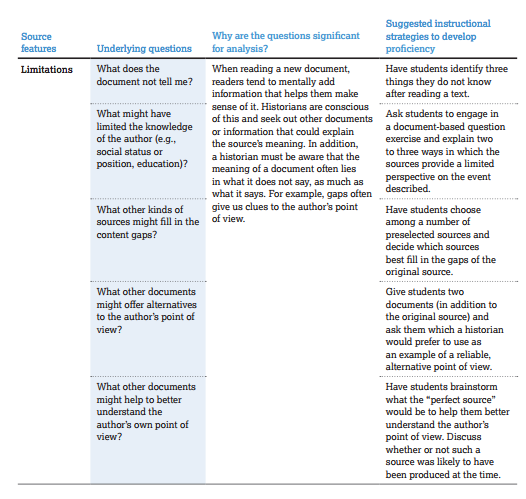 Source
features
Underlying questions
Why are the questions significant
for analysis?
Suggested instructional
strategies to develop
proficiency
Limitations
What does the
document not tell me?
What might have
limited the knowledge
of the author (e.g.,
social status or
position, education)?
What other kinds of
sources might fill in the
content gaps?
What other documents
might offer alternatives
to the author's point of
view?
What other documents
might help to better
understand the
author's own point of
view?
When reading a new document,
readers tend to mentally add
information that helps them make
sense of it. Historians are conscious
of this and seek out other documents
or information that could explain
the source's meaning. In addition,
a historian must be aware that the
meaning of a document often lies
in what it does not say, as much as
what it says. For example, gaps often
give us clues to the author's point
of view.
Have students identify three
things they do not know
after reading a text.
Ask students to engage in
a document-based question
exercise and explain two
to three ways in which the
sources provide a limited
perspective on the event
described.
Have students choose
among a number of
preselected sources and
decide which sources
best fill in the gaps of the
original source.
Give students two
documents (in addition to
the original source) and
ask them which a historian
would prefer to use as
an example of a reliable,
alternative point of view.
Have students brainstorm
what the “perfect source”
would be to help them better
understand the author's
point of view. Discuss
whether or not such a
source was likely to have
been produced at the time.